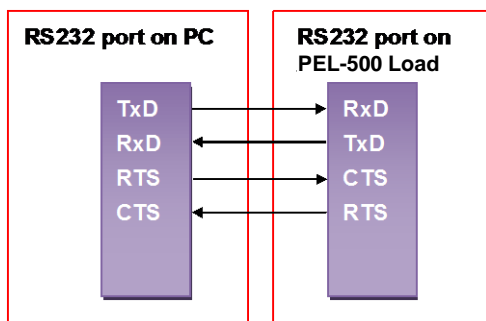 RS232 port on PC
TxD
RxD
RTS
CTS
RS232 port on
PEL-500 Load
RxD
TxD
CTS
RTS